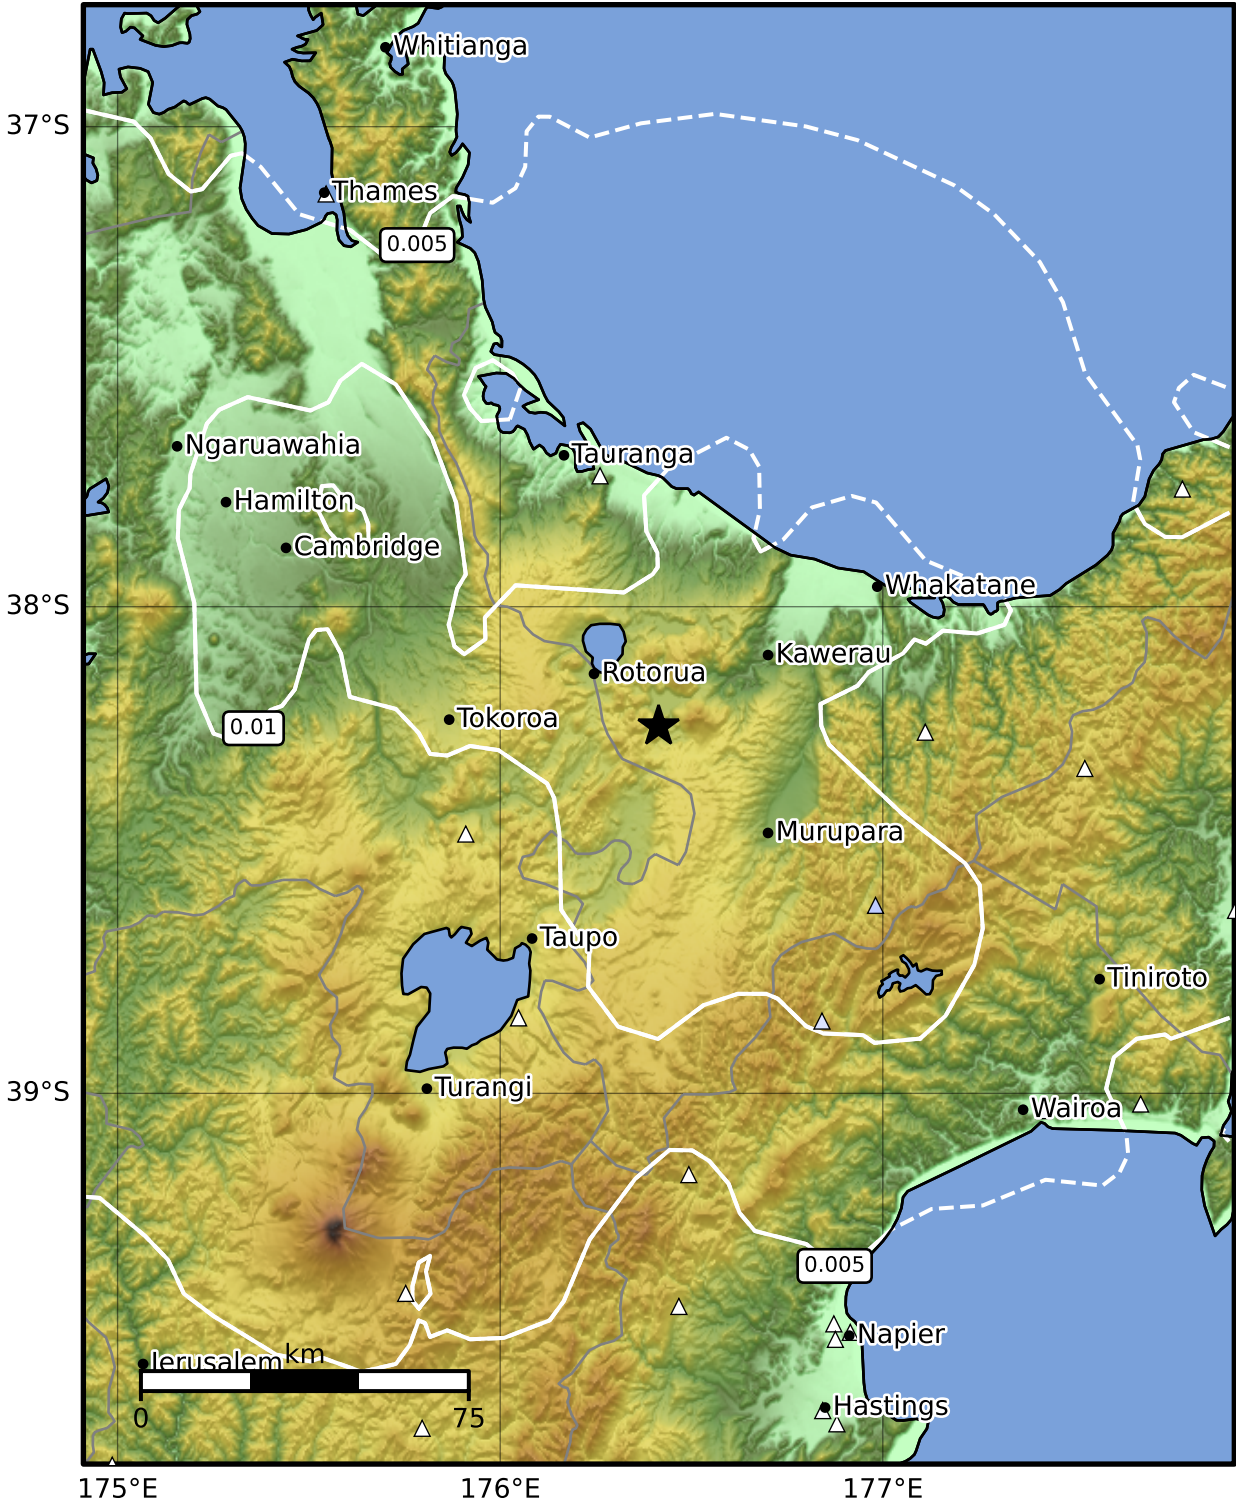 Whitianga
37°S
Thames
0.005
Ngaruawahia
Tauranga
Hamilton
Cambridge
Whakatane
38°S
Kawerau
Rotorua
Tokoroa
0.01
Murupara
Taupo
Tiniroto
Turangi
39°S
Wairoa
0.005
Napier
Jerusalem
km
Hastings
0 75
175°E 176°E 177°E